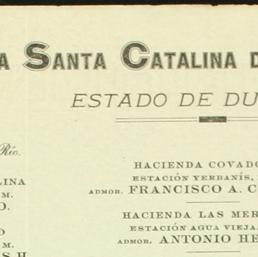 A SANTA CATALINA D
ESTADO DE DU
Rio.
HACIENDA COVADO
ESTACIÓN YERBANÍS,
ADMOR. FRANCISCO A. C
LINA
M.
O.
HACIENDA LAS MER
ESTACIÓN AGUA VIEJA
ADMOR. ANTONIO HE
O
M.
S H